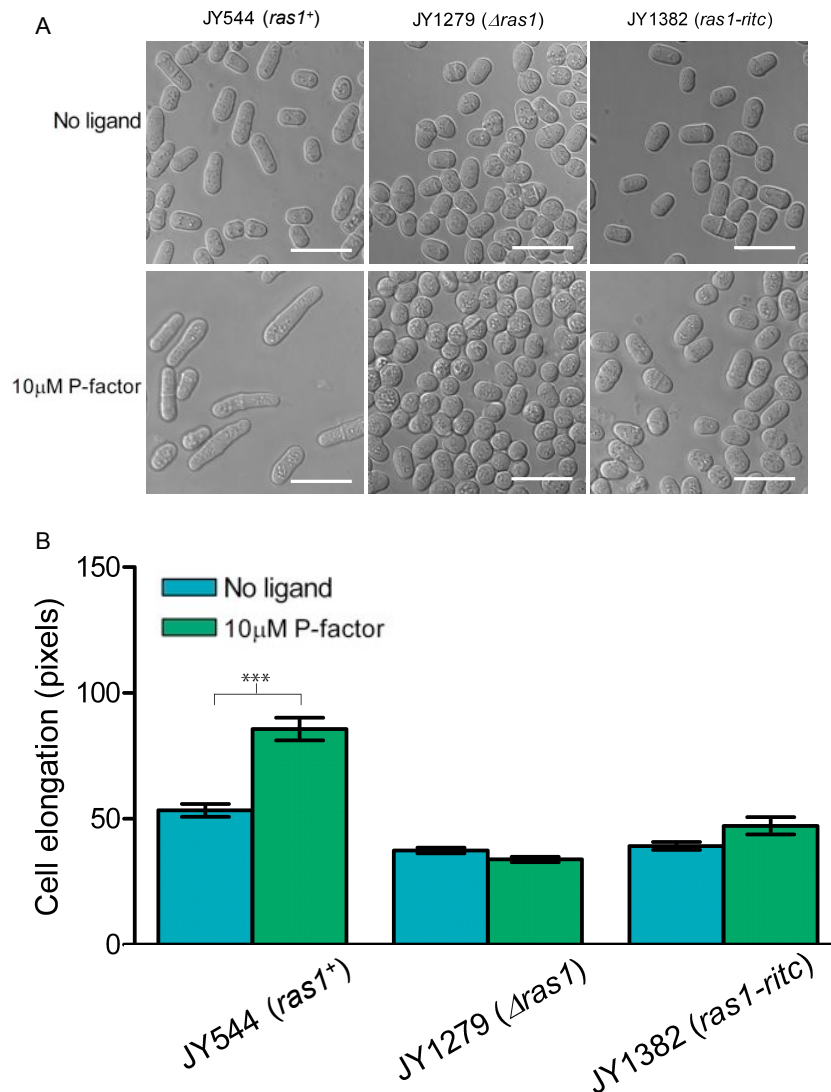 A
JY544 (ras1+)
JY1279 (Δras1)
JY1382 (ras1-ritc)
No ligand
10μM P-factor
B
Cell elongation (pixels)
150
100
50
0
No ligand
10μM P-factor
***
JY544 (ras1+)
JY1279 (Δras1)
JY1382 (ras1-ritc)